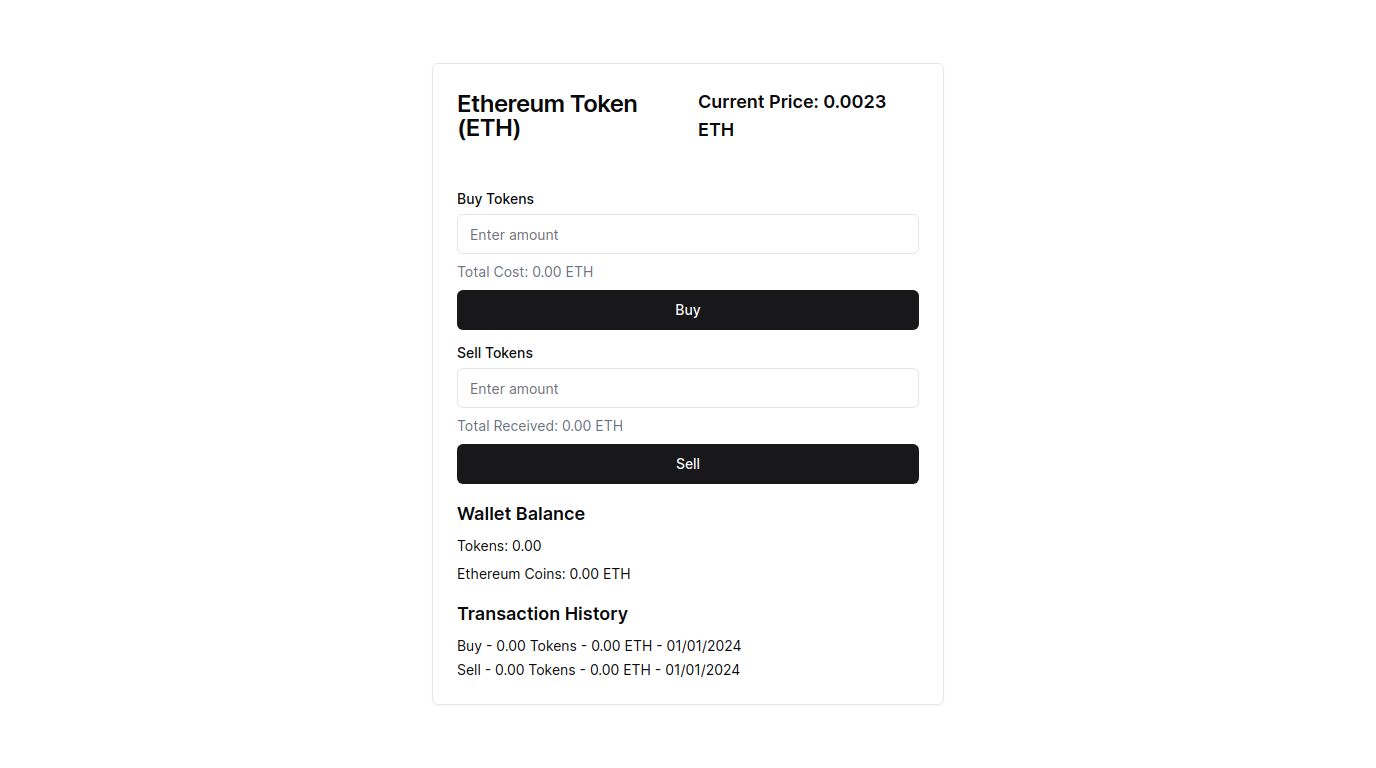 Ethereum Token
(ETH)
Current Price: 0.0023
ETH
Buy Tokens
Enter amount
Total Cost: 0.00 ETH
Buy
Sell Tokens
Enter amount
Total Received: 0.00 ETH
Sell
Wallet Balance
Tokens: 0.00
Ethereum Coins: 0.00 ETH
Transaction History
Buy - 0.00 Tokens - 0.00 ETH - 01/01/2024
Sell - 0.00 Tokens - 0.00 ETH - 01/01/2024